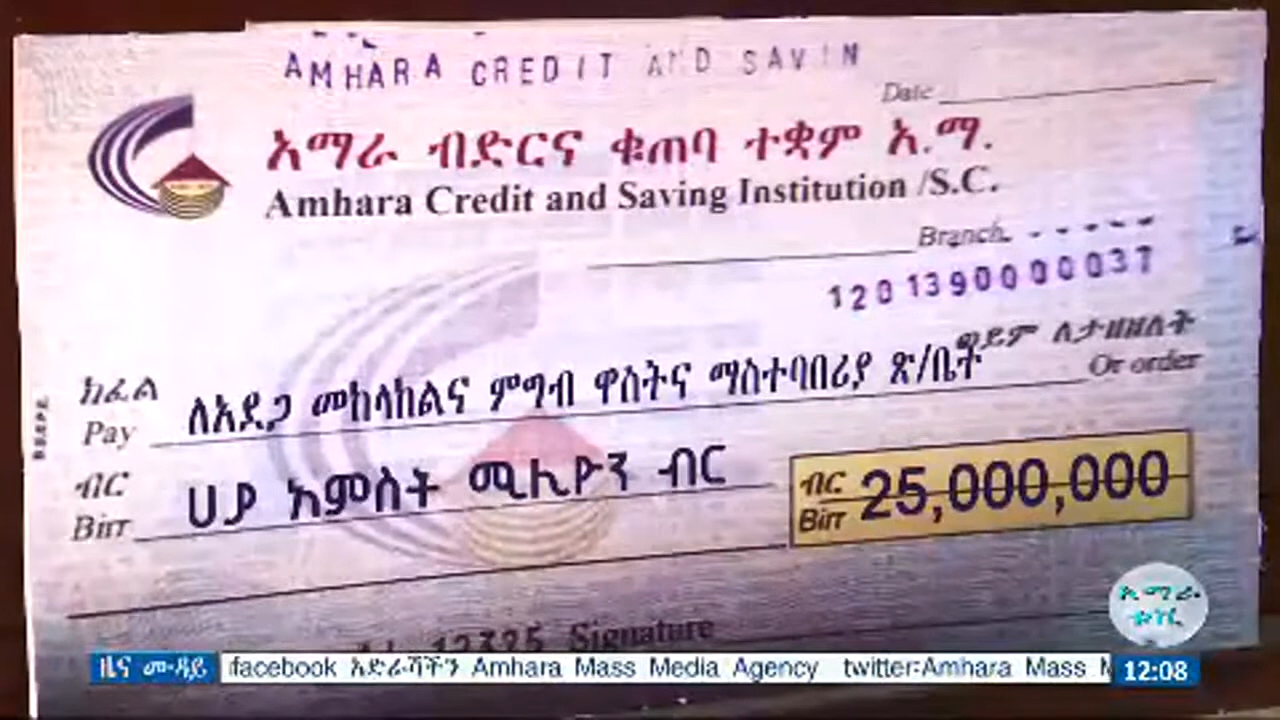 AMHARA CREDIT AND SAVIN
Date
አማራ ብድርና ቁጠባ ተቋም አ.ማ.
Amhara Credit and Saving Institution /S.C.
Branch
1201390000037
ክፈል ለአደጋ መከላከልና ምግብ ዋስትና ማስተባበሪያ ጽ/ቤት ወይም ለታዘዘለት
Pay Or order
ብር ሀያ አምስት ሚሊዮን ብር ብር 25,000,000
Birr Birr
Signature
አማራ
ዜና መጽሄት facebook አድራሻችን Amhara Mass Media Agency twitter:Amhara Mass M 12:08